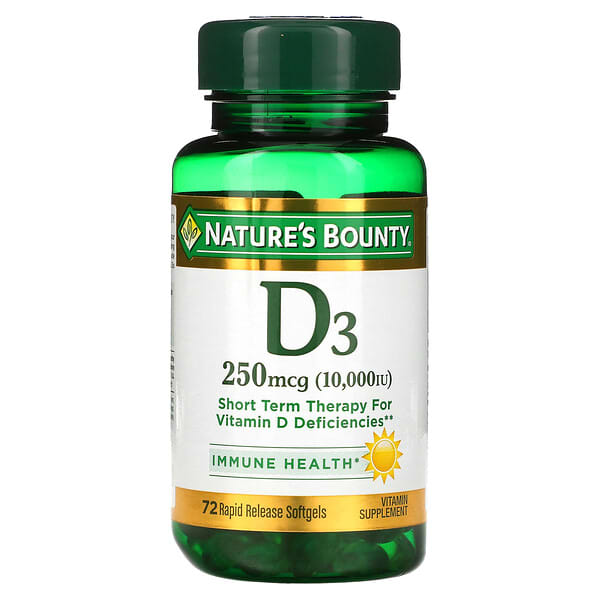 NATURE'S BOUNTY®
D3
250mcg (10,000IU)
Short Term Therapy For
Vitamin D Deficiencies**
IMMUNE HEALTH*
72 Rapid Release Softgels
VITAMIN
SUPPLEMENT